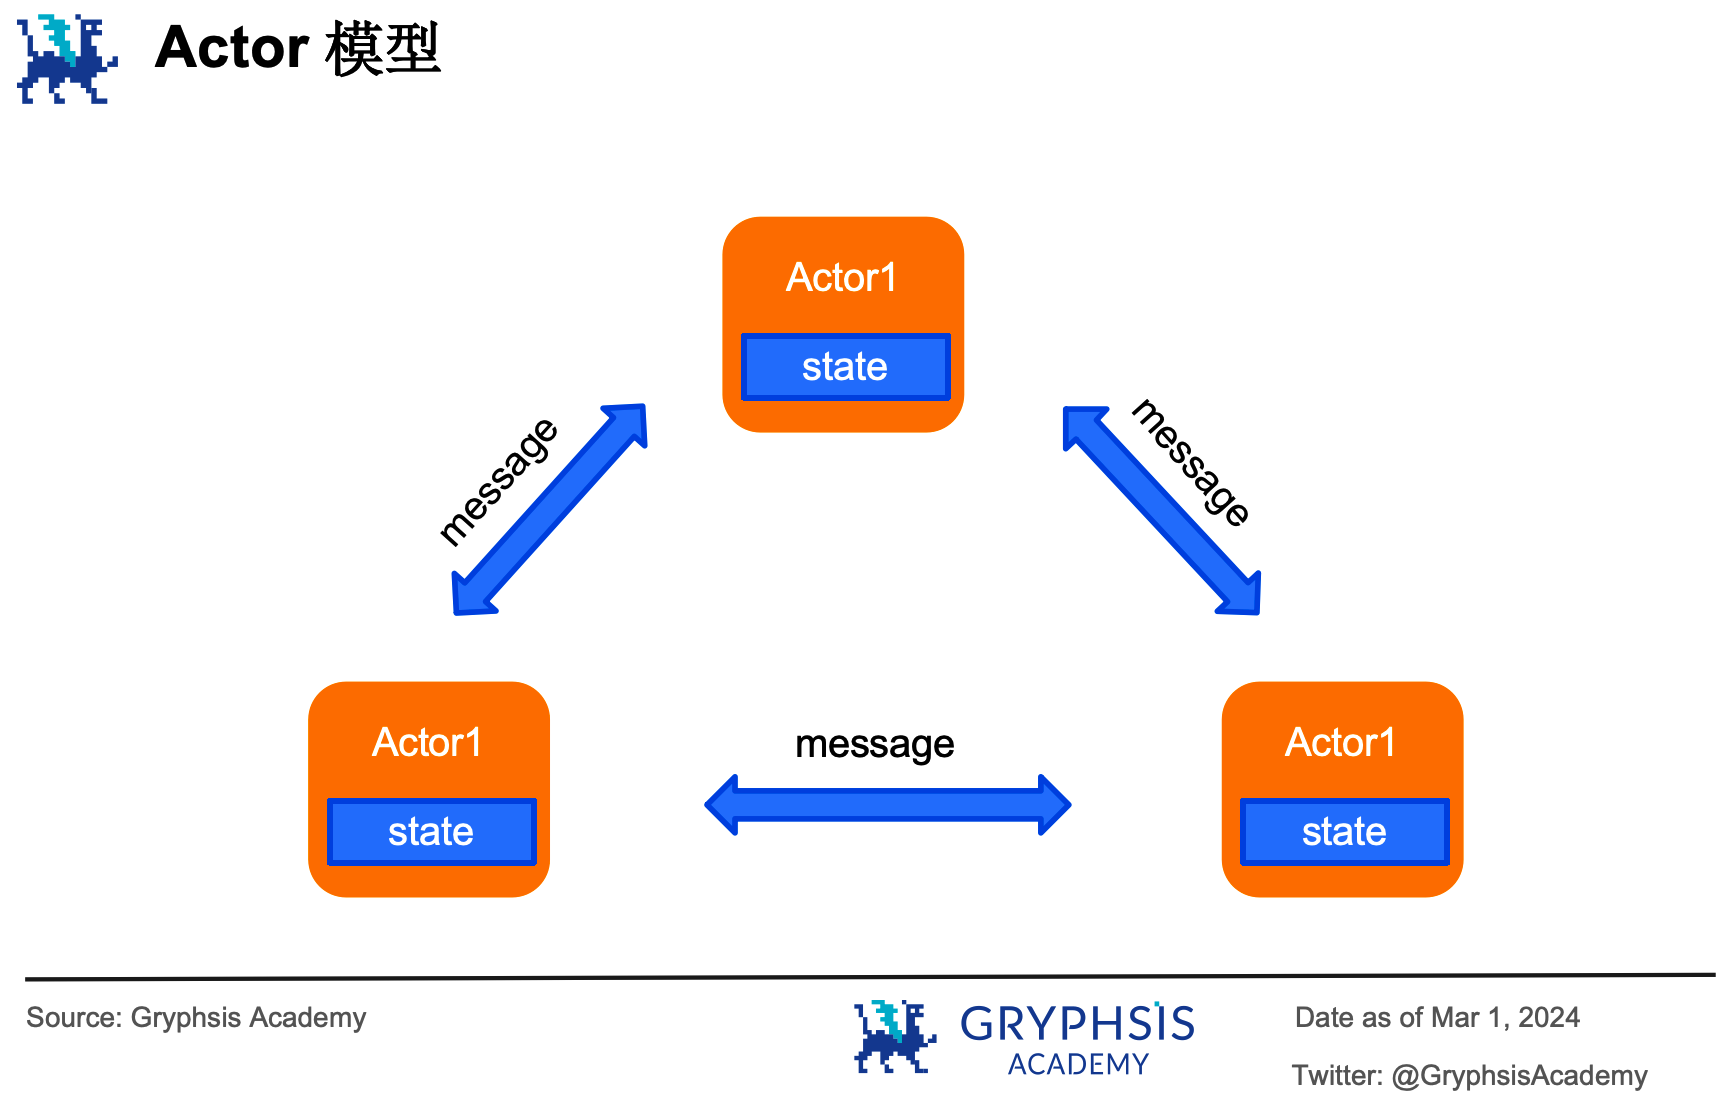 Actor 模型
Actor1
state
message
message
Actor1
state
message
Actor1
state
Source: Gryphsis Academy
GRYPHSIS
ACADEMY
Date as of Mar 1, 2024
Twitter: @GryphsisAcademy